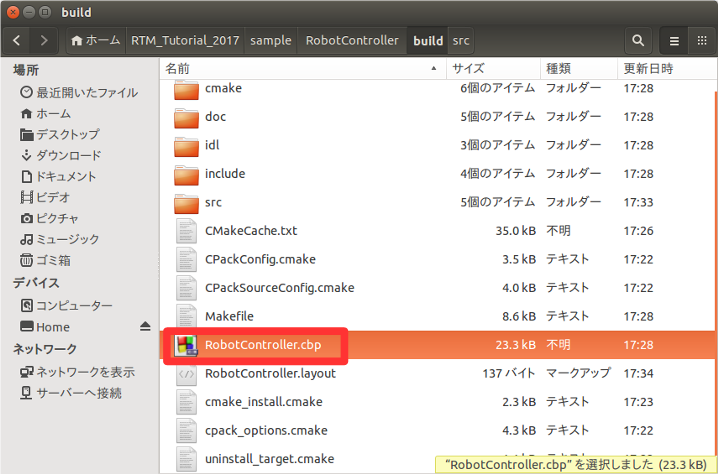 build
ホーム RTM_Tutorial_2017 sample RobotController build src
場所
最近開いたファイル
ホーム
デスクトップ
ダウンロード
ドキュメント
ビデオ
ピクチャ
ミュージック
ゴミ箱
デバイス
コンピューター
Home
ネットワーク
ネットワークを表示
サーバーへ接続
名前 サイズ 種類 更新日時
cmake 6個のアイテム フォルダー 17:28
doc 5個のアイテム フォルダー 17:28
idl 3個のアイテム フォルダー 17:28
include 4個のアイテム フォルダー 17:28
src 5個のアイテム フォルダー 17:33
CMakeCache.txt 35.0 kB 不明 17:26
CPackConfig.cmake 3.5 kB テキスト 17:22
CPackSourceConfig.cmake 4.0 kB テキスト 17:22
Makefile 8.6 kB テキスト 17:28
RobotController.cbp 23.3 kB 不明 17:28
RobotController.layout 137 バイト マークアップ 17:34
cmake_install.cmake 2.3 kB テキスト 17:23
cpack_options.cmake 4.3 kB テキスト 17:22
uninstall_target.cmake
"RobotController.cbp" を選択しました (23.3 kB)